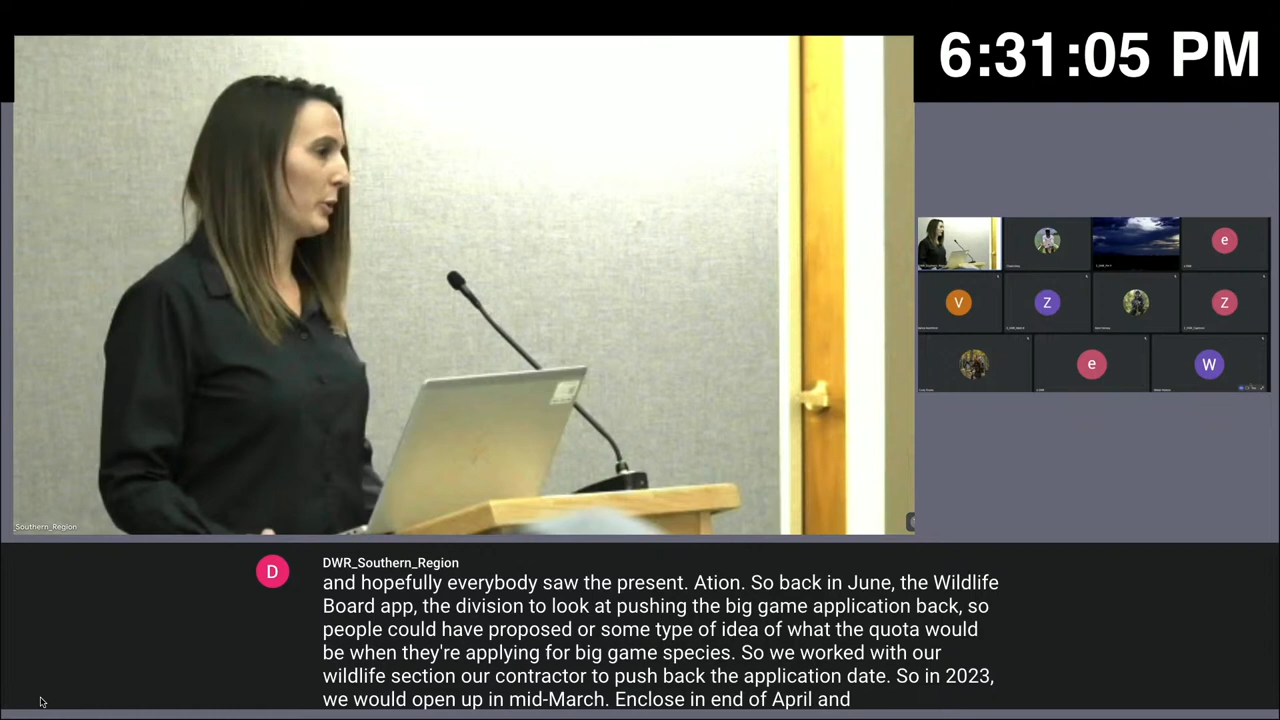 6:31:05 PM
_Southern_Region
e
V
Z
Z
e
W
D
DWR_Southern_Region
and hopefully everybody saw the present. Ation. So back in June, the Wildlife
Board app, the division to look at pushing the big game application back, so
people could have proposed or some type of idea of what the quota would
be when they're applying for big game species. So we worked with our
wildlife section our contractor to push back the application date. So in 2023,
we would open up in mid-March. Enclose in end of April and